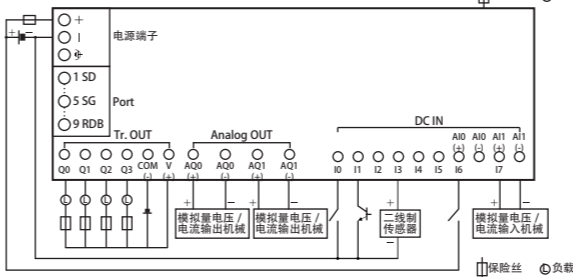 +
电源端子
1 SD
5 SG
Port
9 RDB
Tr. OUT
Analog OUT
DC IN
AI0 AI0 AI1 AI1
(+) (-) (+) (-)
Q0 Q1 Q2 Q3 COM V AQ0 AQ0 AQ1 AQ1 I0 I1 I2 I3 I4 I5 I6 I7
(-) (+) (+) (-) (+) (-)
+ -
L L L L
+ - + - + + -
模拟量电压 /
电流输出机械
模拟量电压 /
电流输出机械
二线制
传感器
-
模拟量电压 /
电流输入机械
保险丝
L 负载